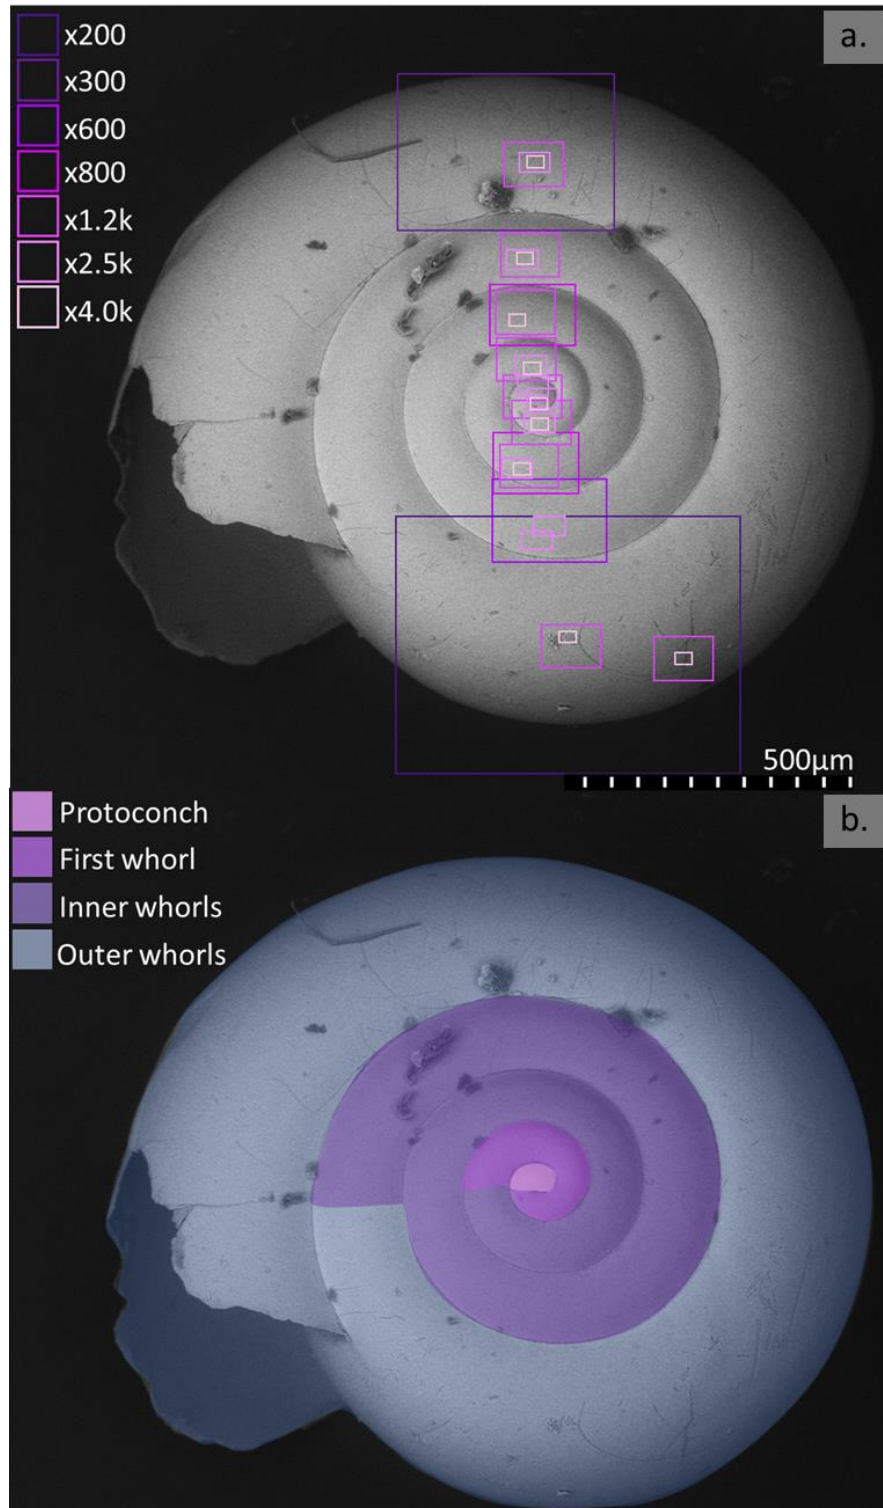 a.
x200
x300
x600
x800
x1.2k
x2.5k
x4.0k
500µm
b.
Protoconch
First whorl
Inner whorls
Outer whorls